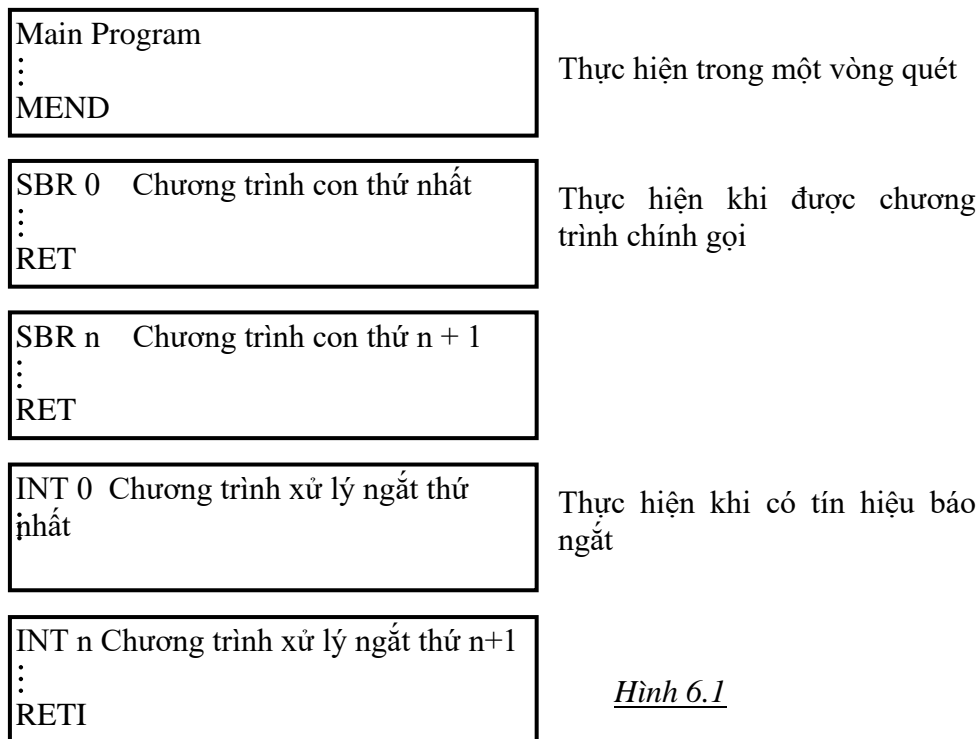 Main Program
⋮
MEND
Thực hiện trong một vòng quét
SBR 0 Chương trình con thứ nhất
⋮
RET
Thực hiện khi được chương
trình chính gọi
SBR n Chương trình con thứ n + 1
⋮
RET
INT 0 Chương trình xử lý ngắt thứ
nhất
Thực hiện khi có tín hiệu báo
ngắt
INT n Chương trình xử lý ngắt thứ n+1
⋮
RETI
Hình 6.1